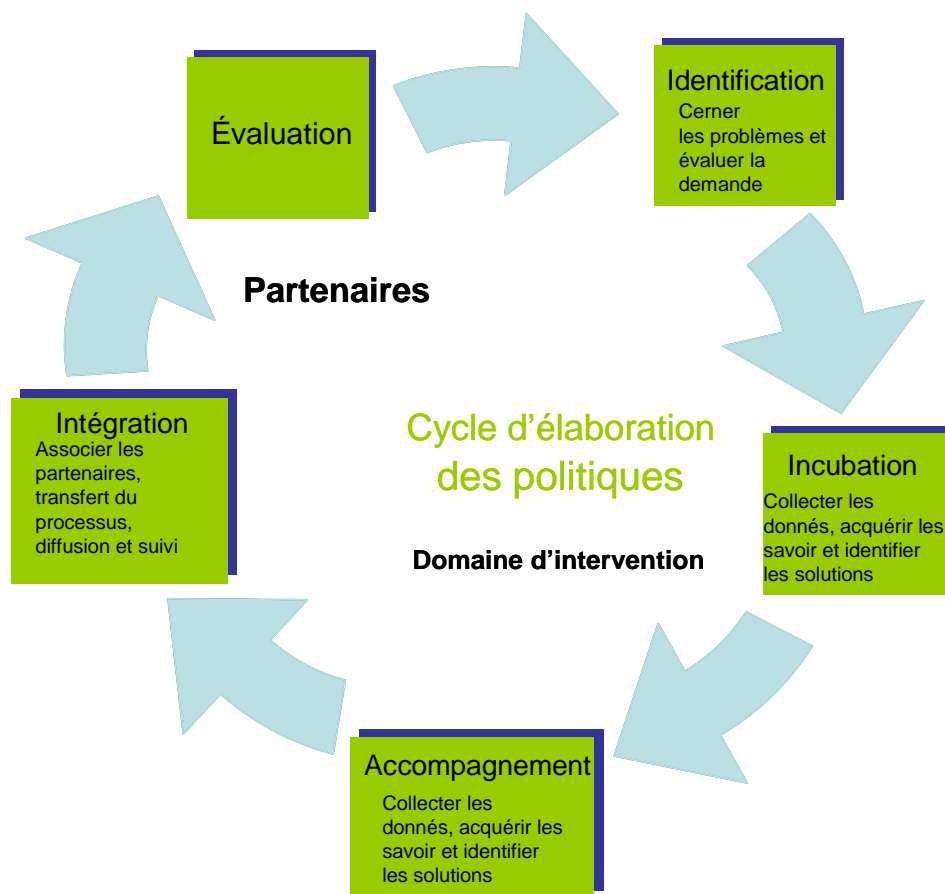 Évaluation
Identification
Cerner
les problèmes et
évaluer la
demande
Partenaires
Intégration
Associer les
partenaires,
transfert du
processus,
diffusion et suivi
Cycle d’élaboration
des politiques
Domaine d’intervention
Incubation
Collecter les
donnés, acquérir les
savoir et identifier
les solutions
Accompagnement
Collecter les
donnés, acquérir les
savoir et identifier
les solutions